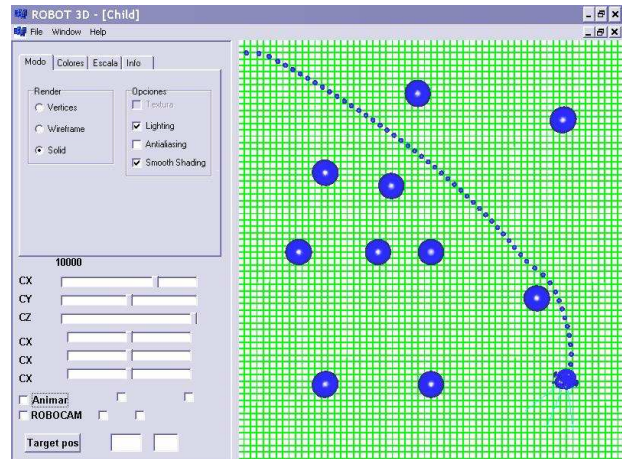 ROBOT 3D - [Child]
File Window Help
Modo Colores Escala Info
Render
Vertices
Wireframe
Solid
Opciones
Textura
Lighting
Antialiasing
Smooth Shading
10000
CX
CY
CZ
CX
CX
CX
Animar
ROBOCAM
Target pos